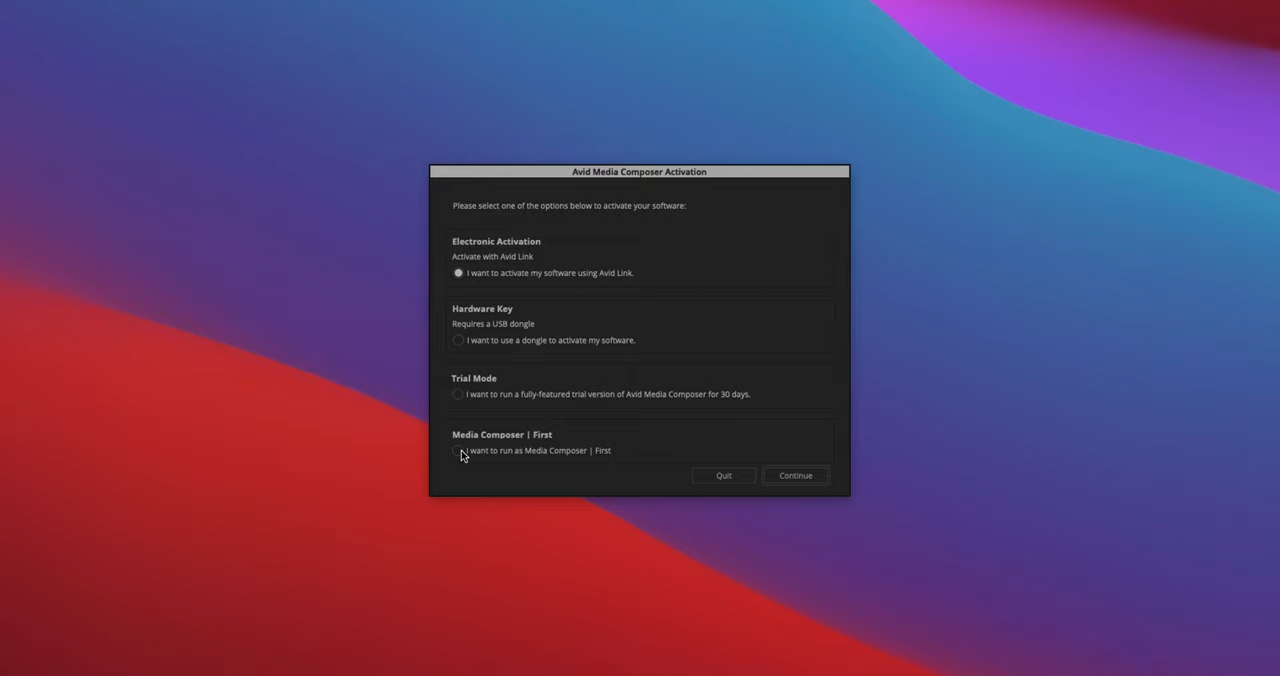 Avid Media Composer Activation
Please select one of the options below to activate your software:
Electronic Activation
Activate with Avid Link
I want to activate my software using Avid Link.
Hardware Key
Requires a USB dongle
I want to use a dongle to activate my software.
Trial Mode
I want to run a fully-featured trial version of Avid Media Composer for 30 days.
Media Composer | First
I want to run as Media Composer | First
Quit
Continue